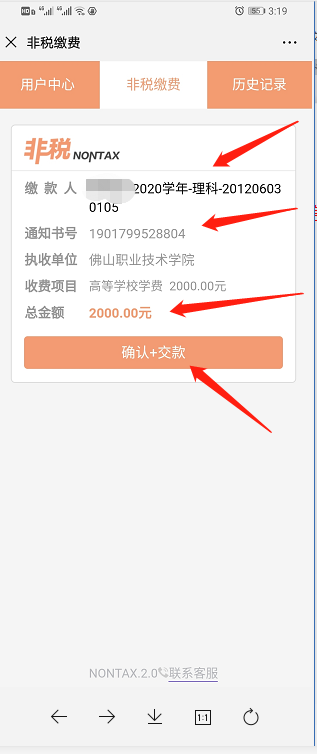 HD 46 46 55 3:19
非税缴费
用户中心 非税缴费 历史记录
非税 NONTAX
缴 款 人 2020学年-理科-20120603
0105
通知书号 1901799528804
执收单位 佛山职业技术学院
收费项目 高等学校学费 2000.00元
总金额 2000.00元
确认+交款
NONTAX.2.0 联系客服
1:1